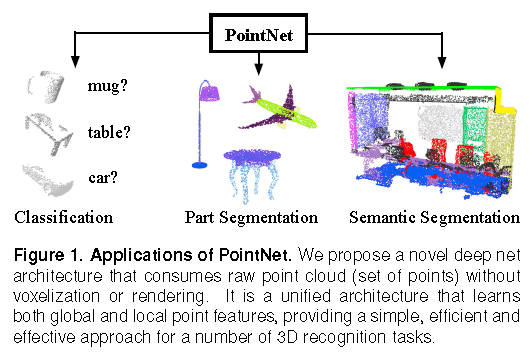 PointNet
mug?
table?
car?
Classification
Part Segmentation
Semantic Segmentation
Figure 1. Applications of PointNet. We propose a novel deep net
architecture that consumes raw point cloud (set of points) without
voxelization or rendering. It is a unified architecture that learns
both global and local point features, providing a simple, efficient and
effective approach for a number of 3D recognition tasks.